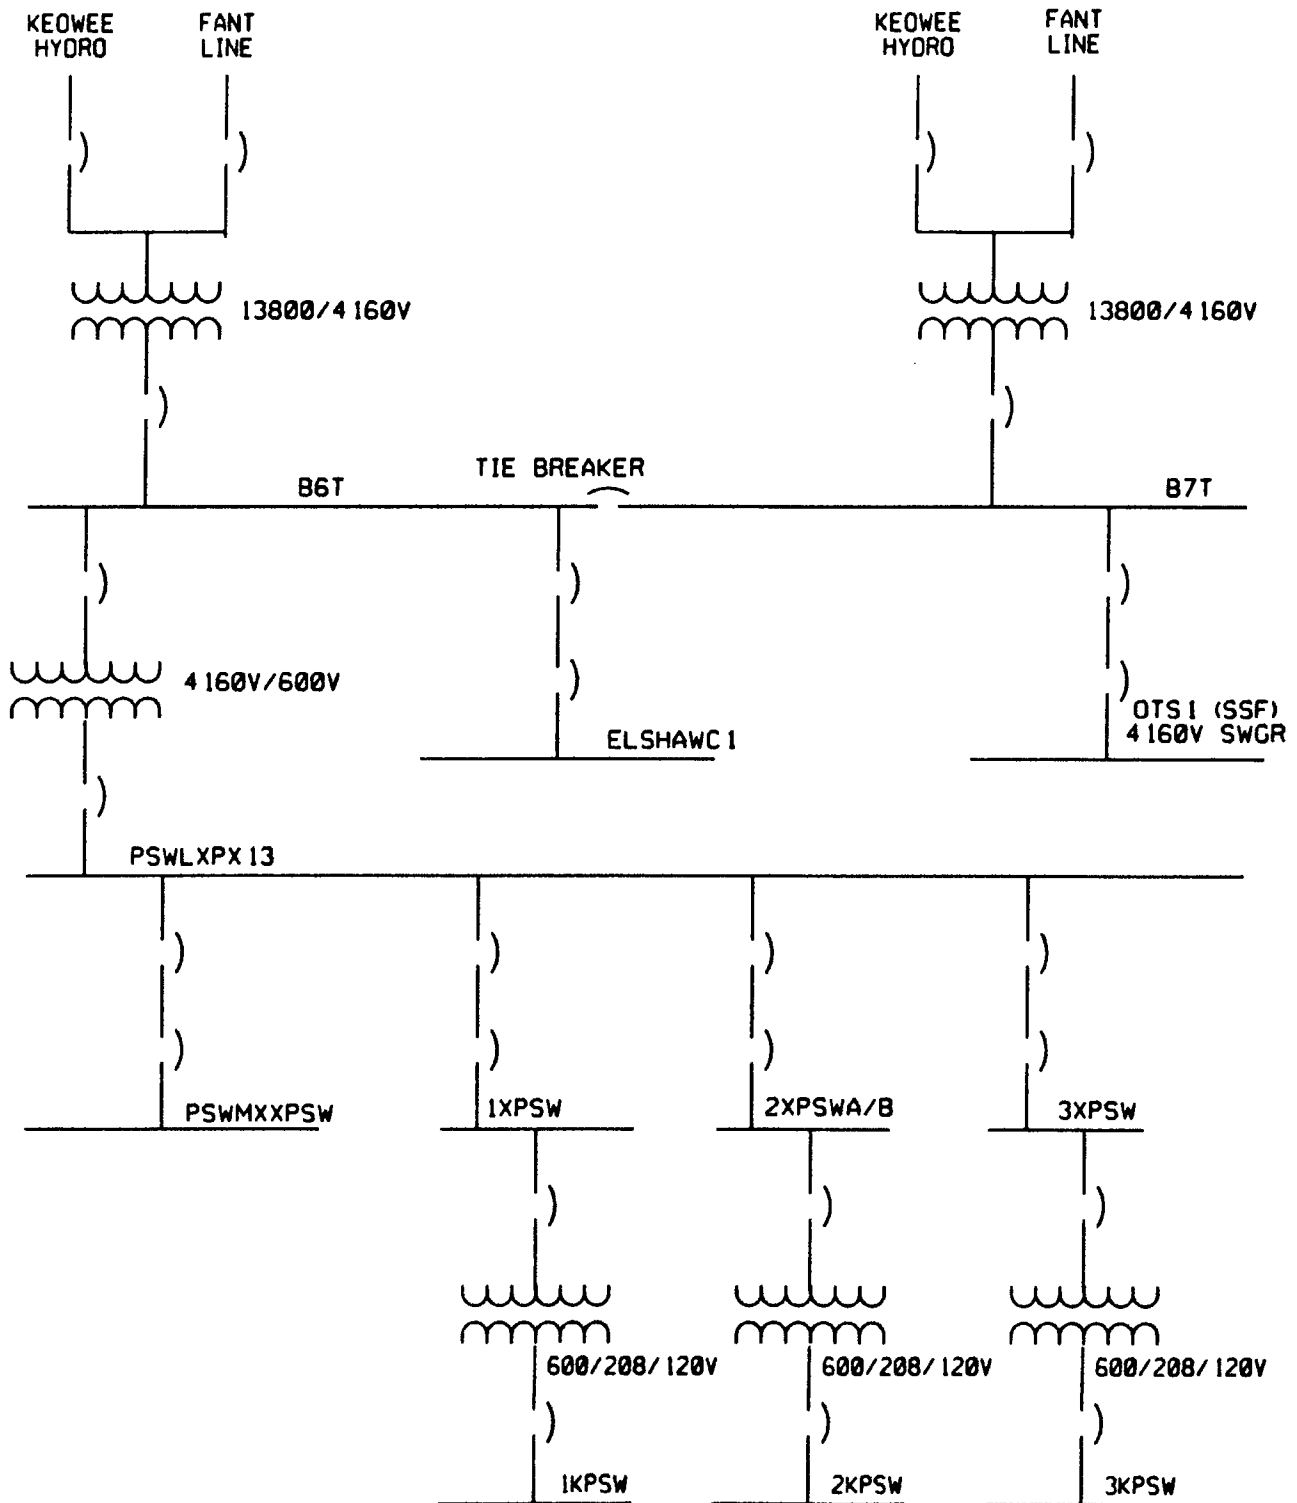 KEOWEE
HYDRO
FANT
LINE
KEOWEE
HYDRO
FANT
LINE
13800/4160V
13800/4160V
TIE BREAKER
B6T
B7T
4160V/600V
ELSHAWC1
OTS1 (SSF)
4160V SWGR
PSWLXPX13
PSWMXXPSW
1XPSW
2XPSWA/B
3XPSW
600/208/120V
600/208/120V
600/208/120V
1KPSW
2KPSW
3KPSW